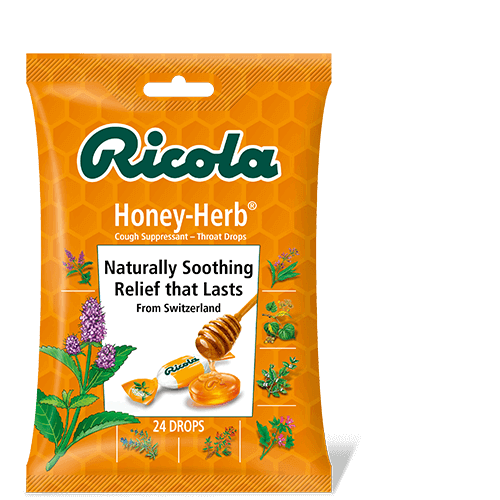 Ricola
Honey-Herb®
Cough Suppressant – Throat Drops
Naturally Soothing
Relief that Lasts
From Switzerland
Ricola
24 DROPS